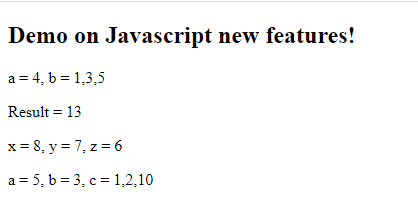 Demo on Javascript new features!
a = 4, b = 1,3,5
Result = 13
x = 8, y = 7, z = 6
a = 5, b = 3, c = 1,2,10